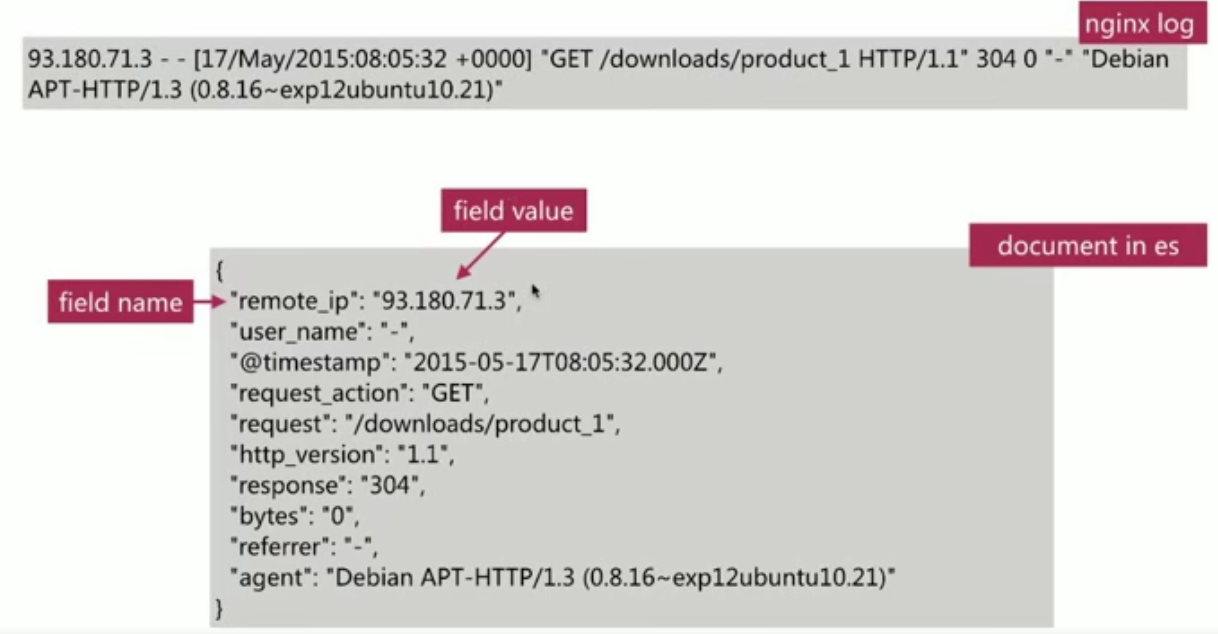 nginx log
93.180.71.3 - - [17/May/2015:08:05:32 +0000] "GET /downloads/product_1 HTTP/1.1" 304 0 "-" "Debian
APT-HTTP/1.3 (0.8.16~exp12ubuntu10.21)"
field value
document in es
field name
{
"remote_ip": "93.180.71.3",
"user_name": "-",
"@timestamp": "2015-05-17T08:05:32.000Z",
"request_action": "GET",
"request": "/downloads/product_1",
"http_version": "1.1",
"response": "304",
"bytes": "0",
"referrer": "-",
"agent": "Debian APT-HTTP/1.3 (0.8.16~exp12ubuntu10.21)"
}